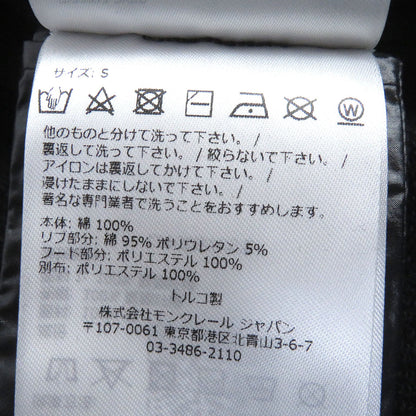 サイズ: S
他のものと分けて洗って下さい。/
裏返して洗って下さい。/ 絞らないで下さい。/
アイロンは裏返してかけて下さい。/
浸けたままにしないで下さい。/
著名な専門業者で洗うことをおすすめします。
本体: 綿 100%
リブ部分: 綿 95% ポリウレタン 5%
フード部分: ポリエステル 100%
別布: ポリエステル 100%
トルコ製
株式会社モンクレール ジャパン
〒107-0061 東京都港区北青山3-6-7
03-3486-2110